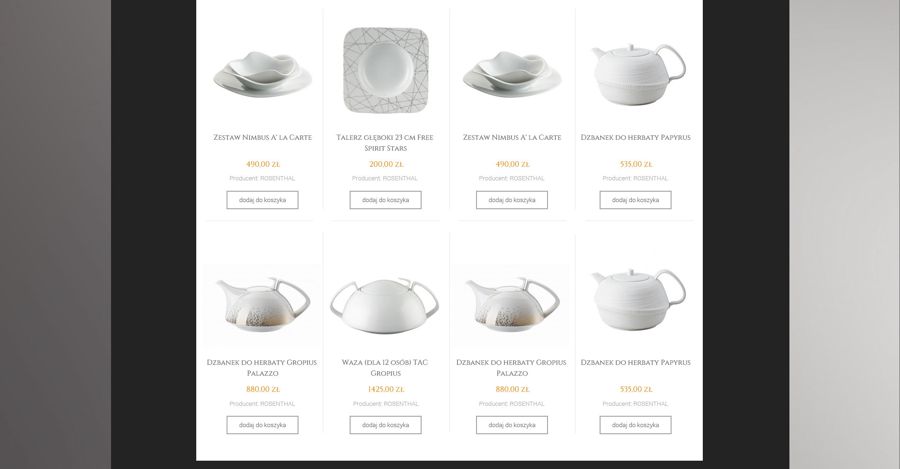 Zestaw Nimbus A' la Carte
490,00 zł
Producent: ROSENTHAL
dodaj do koszyka
Talerz głęboki 23 cm Free
Spirit Stars
200,00 zł
Producent: ROSENTHAL
dodaj do koszyka
Zestaw Nimbus A' la Carte
490,00 zł
Producent: ROSENTHAL
dodaj do koszyka
Dzbanek do herbaty Papyrus
535,00 zł
Producent: ROSENTHAL
dodaj do koszyka
Dzbanek do herbaty Gropius
Palazzo
880,00 zł
Producent: ROSENTHAL
dodaj do koszyka
Waza (dla 12 osób) TAC
Gropius
1425,00 zł
Producent: ROSENTHAL
dodaj do koszyka
Dzbanek do herbaty Gropius
Palazzo
880,00 zł
Producent: ROSENTHAL
dodaj do koszyka
Dzbanek do herbaty Papyrus
535,00 zł
Producent: ROSENTHAL
dodaj do koszyka